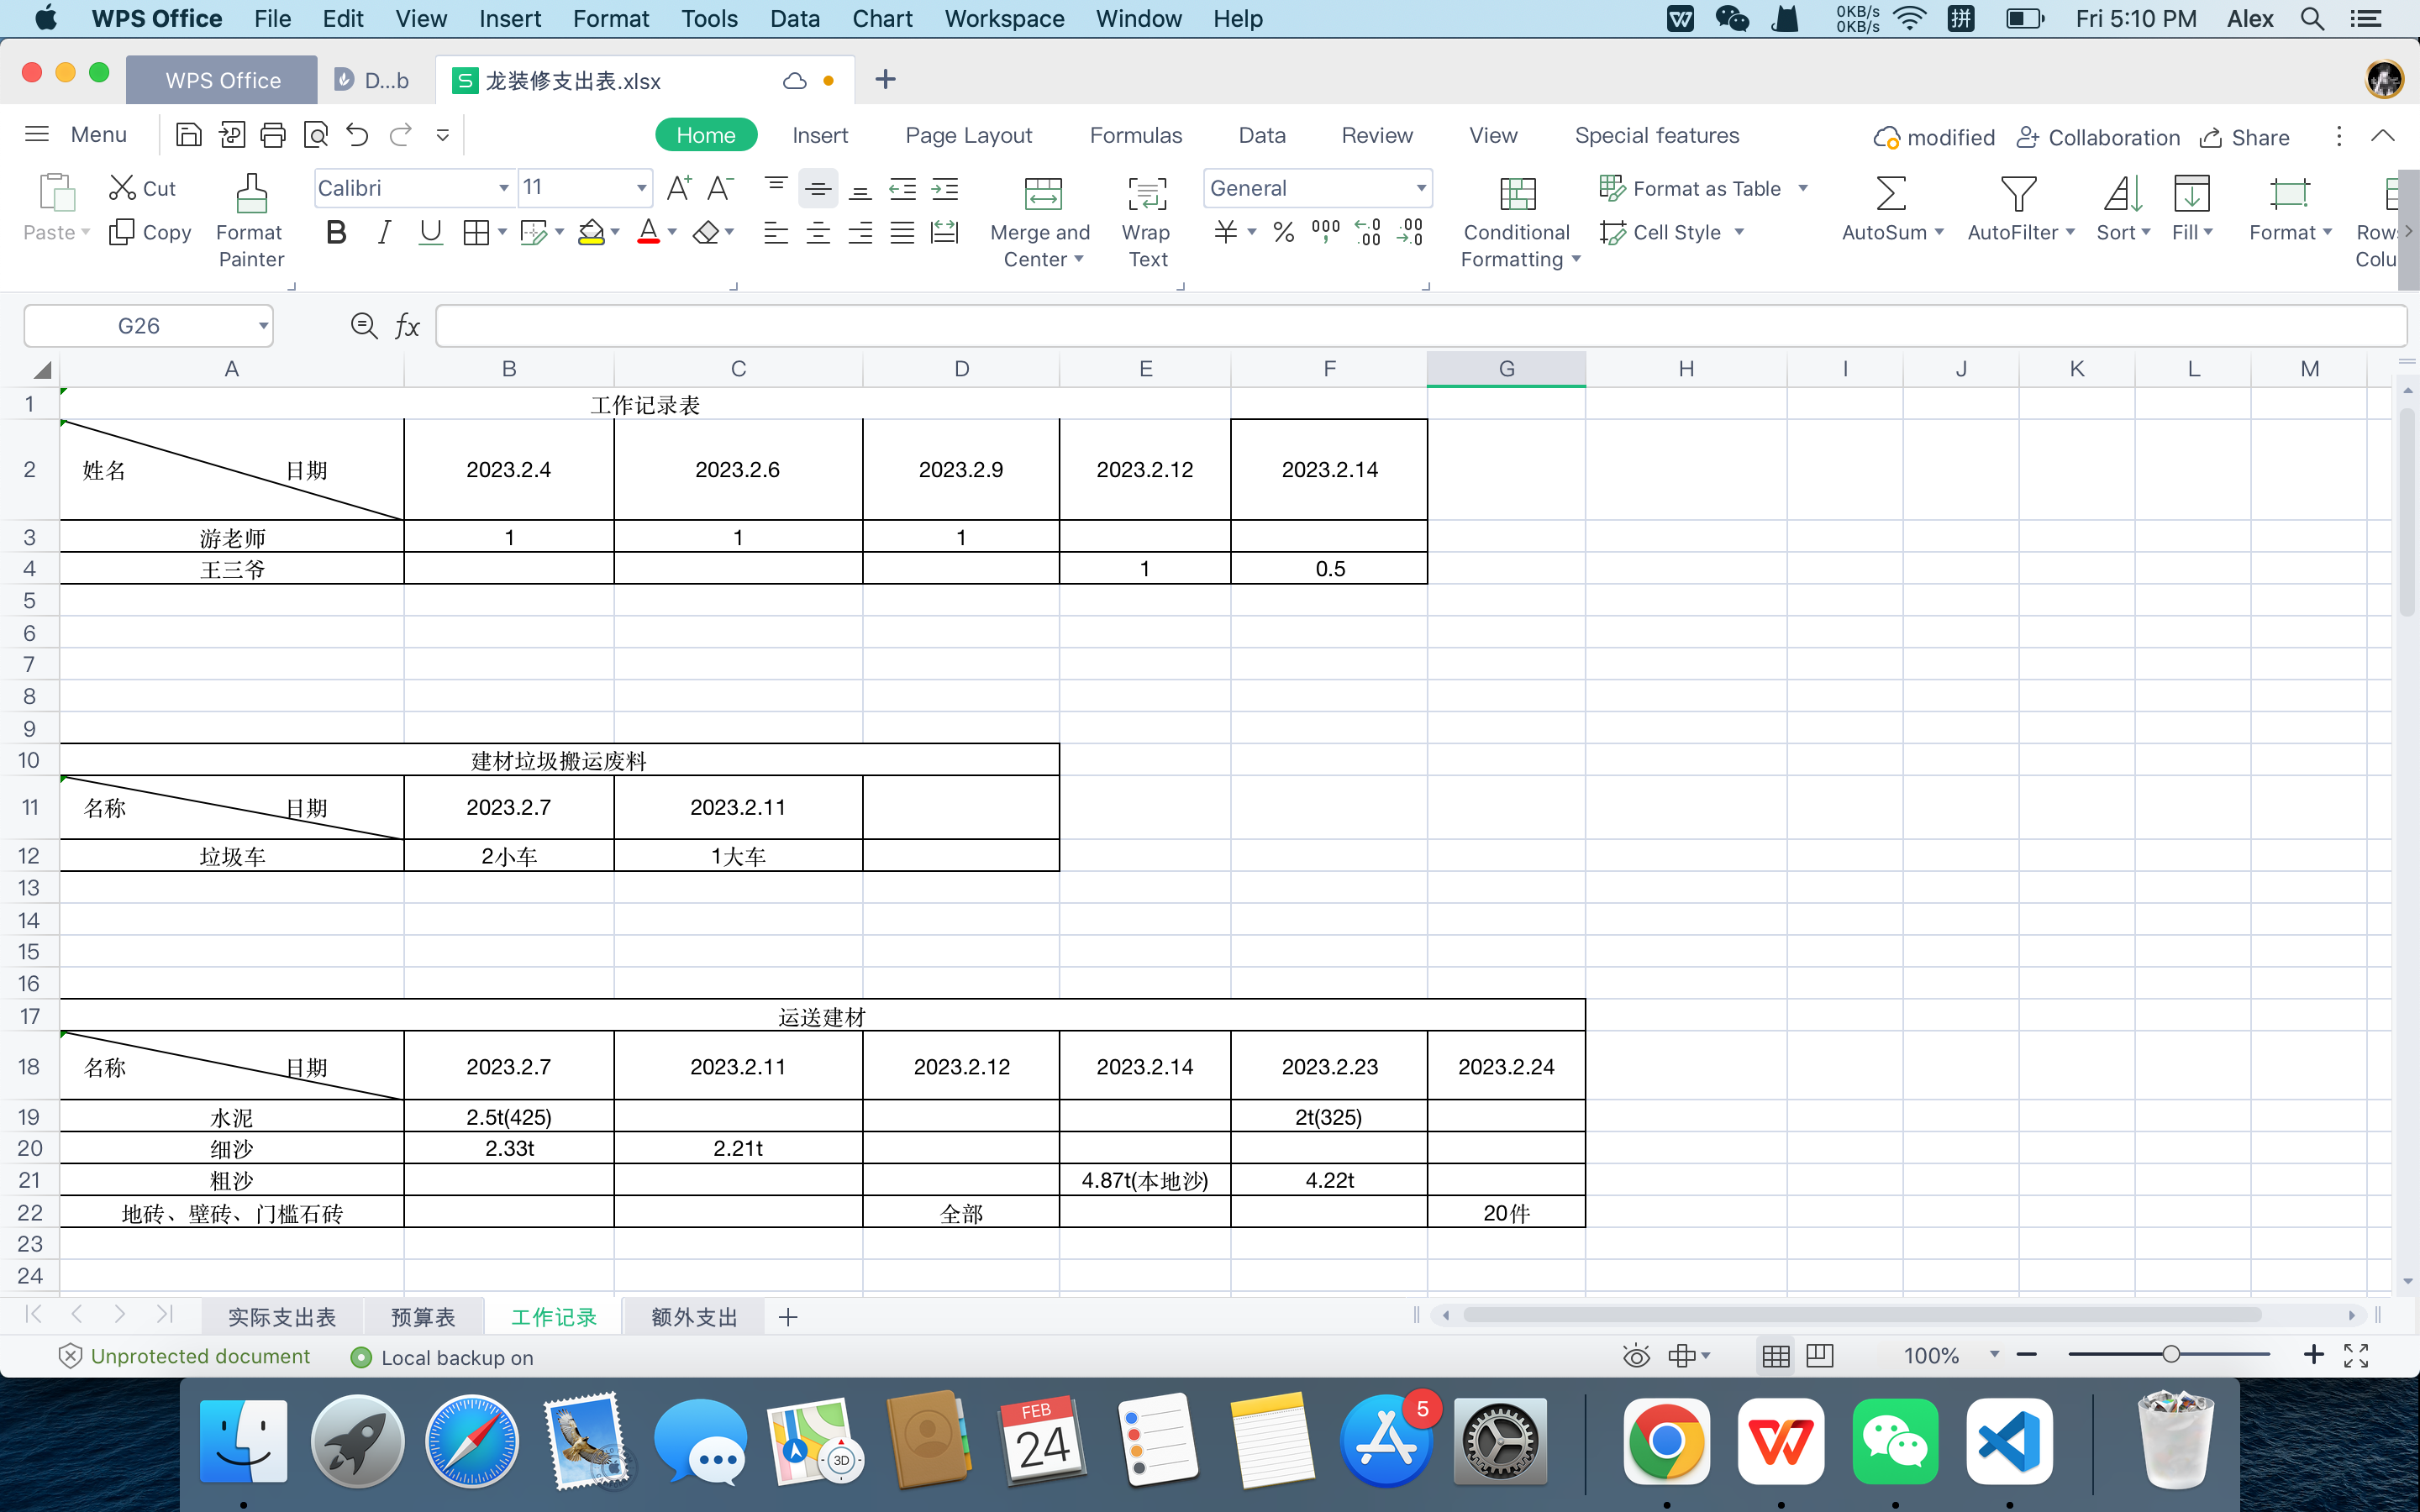 WPS Office File Edit View Insert Format Tools Data Chart Workspace Window Help 0KB/s 0KB/s 拼 Fri 5:10 PM Alex
WPS Office D...b S 龙装修支出表.xlsx
Menu Home Insert Page Layout Formulas Data Review View Special features modified Collaboration Share
Paste Cut Copy Format Painter Calibri 11 Merge and Center Wrap Text General Conditional Formatting Format as Table Cell Style AutoSum AutoFilter Sort Fill Format
G26 fx
A B C D E F G H I J K L M
1 工作记录表
2 姓名 日期 2023.2.4 2023.2.6 2023.2.9 2023.2.12 2023.2.14
3 游老师 1 1 1
4 王三爷 1 0.5
5
6
7
8
9
10 建材垃圾搬运废料
11 名称 日期 2023.2.7 2023.2.11
12 垃圾车 2小车 1大车
13
14
15
16
17 运送建材
18 名称 日期 2023.2.7 2023.2.11 2023.2.12 2023.2.14 2023.2.23 2023.2.24
19 水泥 2.5t(425) 2t(325)
20 细沙 2.33t 2.21t
21 粗沙 4.87t(本地沙) 4.22t
22 地砖、壁砖、门槛石砖 全部 20件
23
24
实际支出表 预算表 工作记录 额外支出
Unprotected document Local backup on 100%
3D FEB 24 5